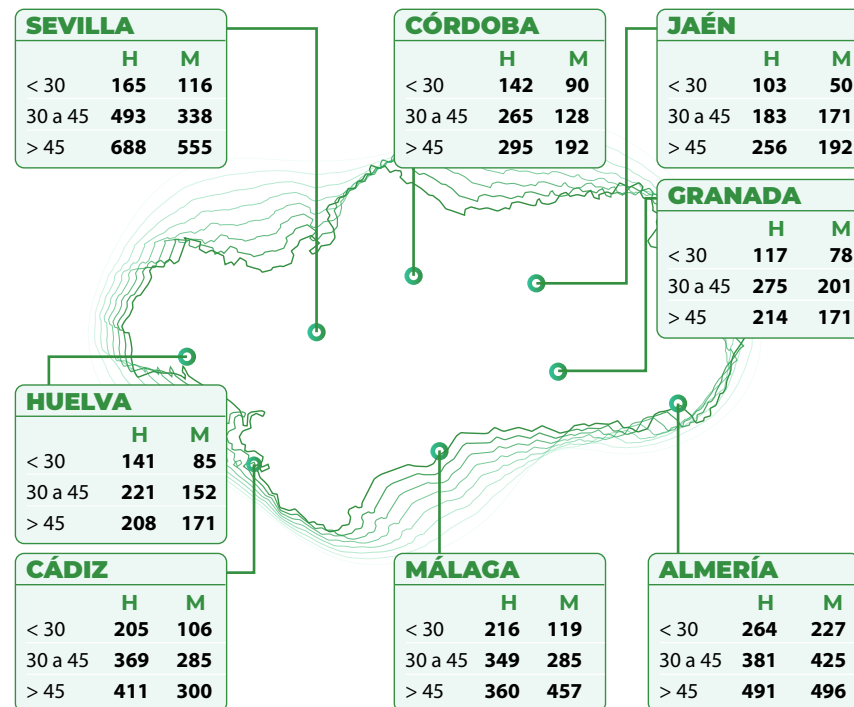 SEVILLA
H M
< 30 165 116
30 a 45 493 338
> 45 688 555
CÓRDOBA
H M
< 30 142 90
30 a 45 265 128
> 45 295 192
JAÉN
H M
< 30 103 50
30 a 45 183 171
> 45 256 192
GRANADA
H M
< 30 117 78
30 a 45 275 201
> 45 214 171
HUELVA
H M
< 30 141 85
30 a 45 221 152
> 45 208 171
CÁDIZ
H M
< 30 205 106
30 a 45 369 285
> 45 411 300
MÁLAGA
H M
< 30 216 119
30 a 45 349 285
> 45 360 457
ALMERÍA
H M
< 30 264 227
30 a 45 381 425
> 45 491 496